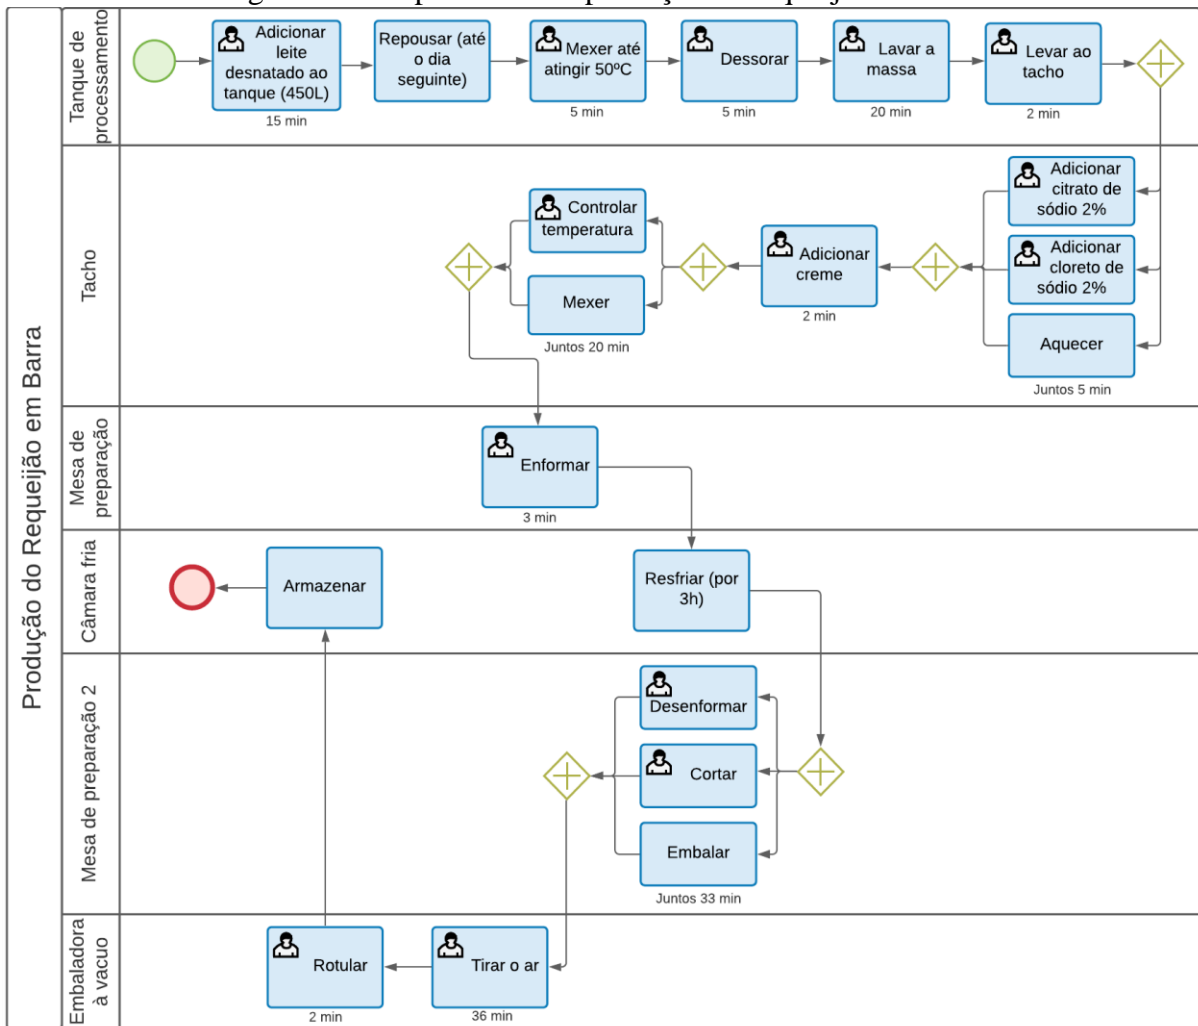 Produção do Requeijão em Barra
Tanque de
processamento
Adicionar
leite
desnatado ao
tanque (450L)
15 min
Repousar (até
o dia
seguinte)
Mexer até
atingir 50ºC
5 min
Dessorar
5 min
Lavar a
massa
20 min
Levar ao
tacho
2 min
Tacho
Adicionar
citrato de
sódio 2%
Adicionar
cloreto de
sódio 2%
Aquecer
Juntos 5 min
Adicionar
creme
2 min
Controlar
temperatura
Mexer
Juntos 20 min
Mesa de
preparação
Enformar
3 min
Câmara fria
Resfriar (por
3h)
Armazenar
Mesa de preparação 2
Desenformar
Cortar
Embalar
Juntos 33 min
Embaladora
à vacuo
Tirar o ar
36 min
Rotular
2 min